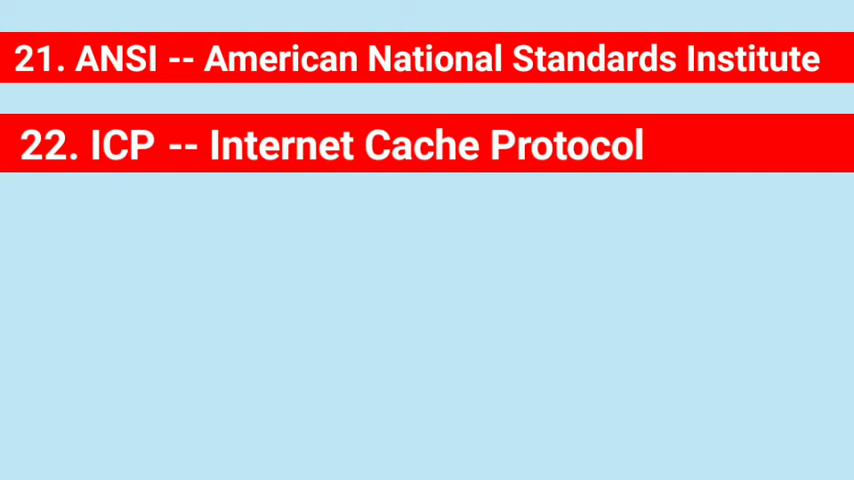 21. ANSI -- American National Standards Institute
22. ICP -- Internet Cache Protocol